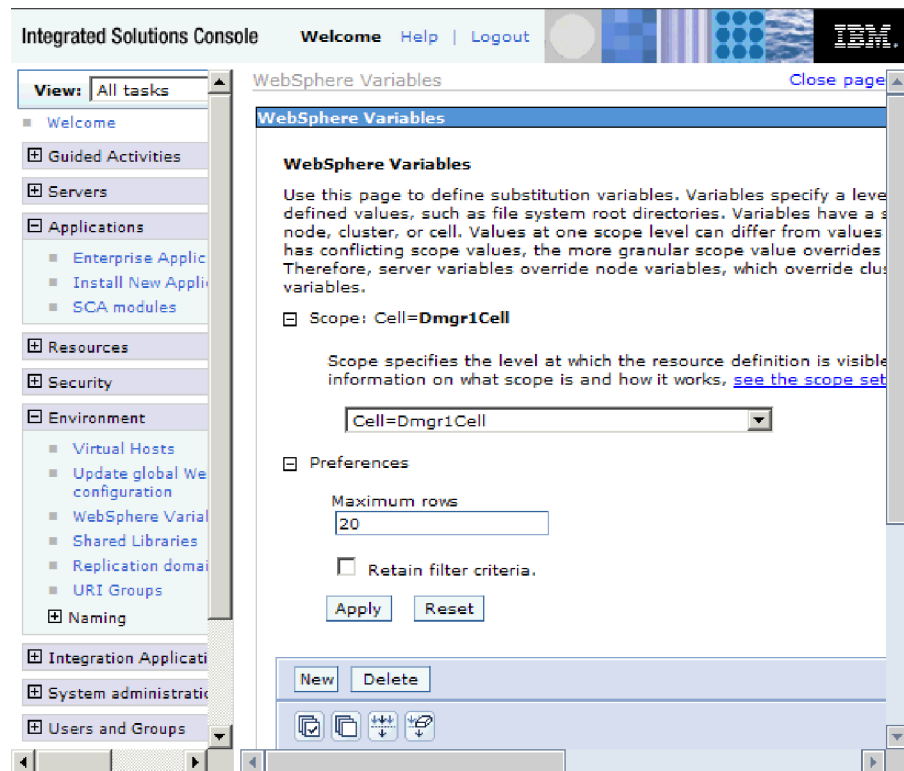 Integrated Solutions Console Welcome Help | Logout IBM.
View: All tasks
Welcome
Guided Activities
Servers
Applications
Enterprise Applic
Install New Appli
SCA modules
Resources
Security
Environment
Virtual Hosts
Update global We
configuration
WebSphere Varial
Shared Libraries
Replication domai
URI Groups
Naming
Integration Applicati
System administratic
Users and Groups
WebSphere Variables Close page
WebSphere Variables
WebSphere Variables
Use this page to define substitution variables. Variables specify a leve
defined values, such as file system root directories. Variables have a s
node, cluster, or cell. Values at one scope level can differ from values
has conflicting scope values, the more granular scope value overrides
Therefore, server variables override node variables, which override clu
variables.
Scope: Cell=Dmgr1Cell
Scope specifies the level at which the resource definition is visible
information on what scope is and how it works, see the scope set
Cell=Dmgr1Cell
Preferences
Maximum rows
20
Retain filter criteria.
Apply Reset
New Delete